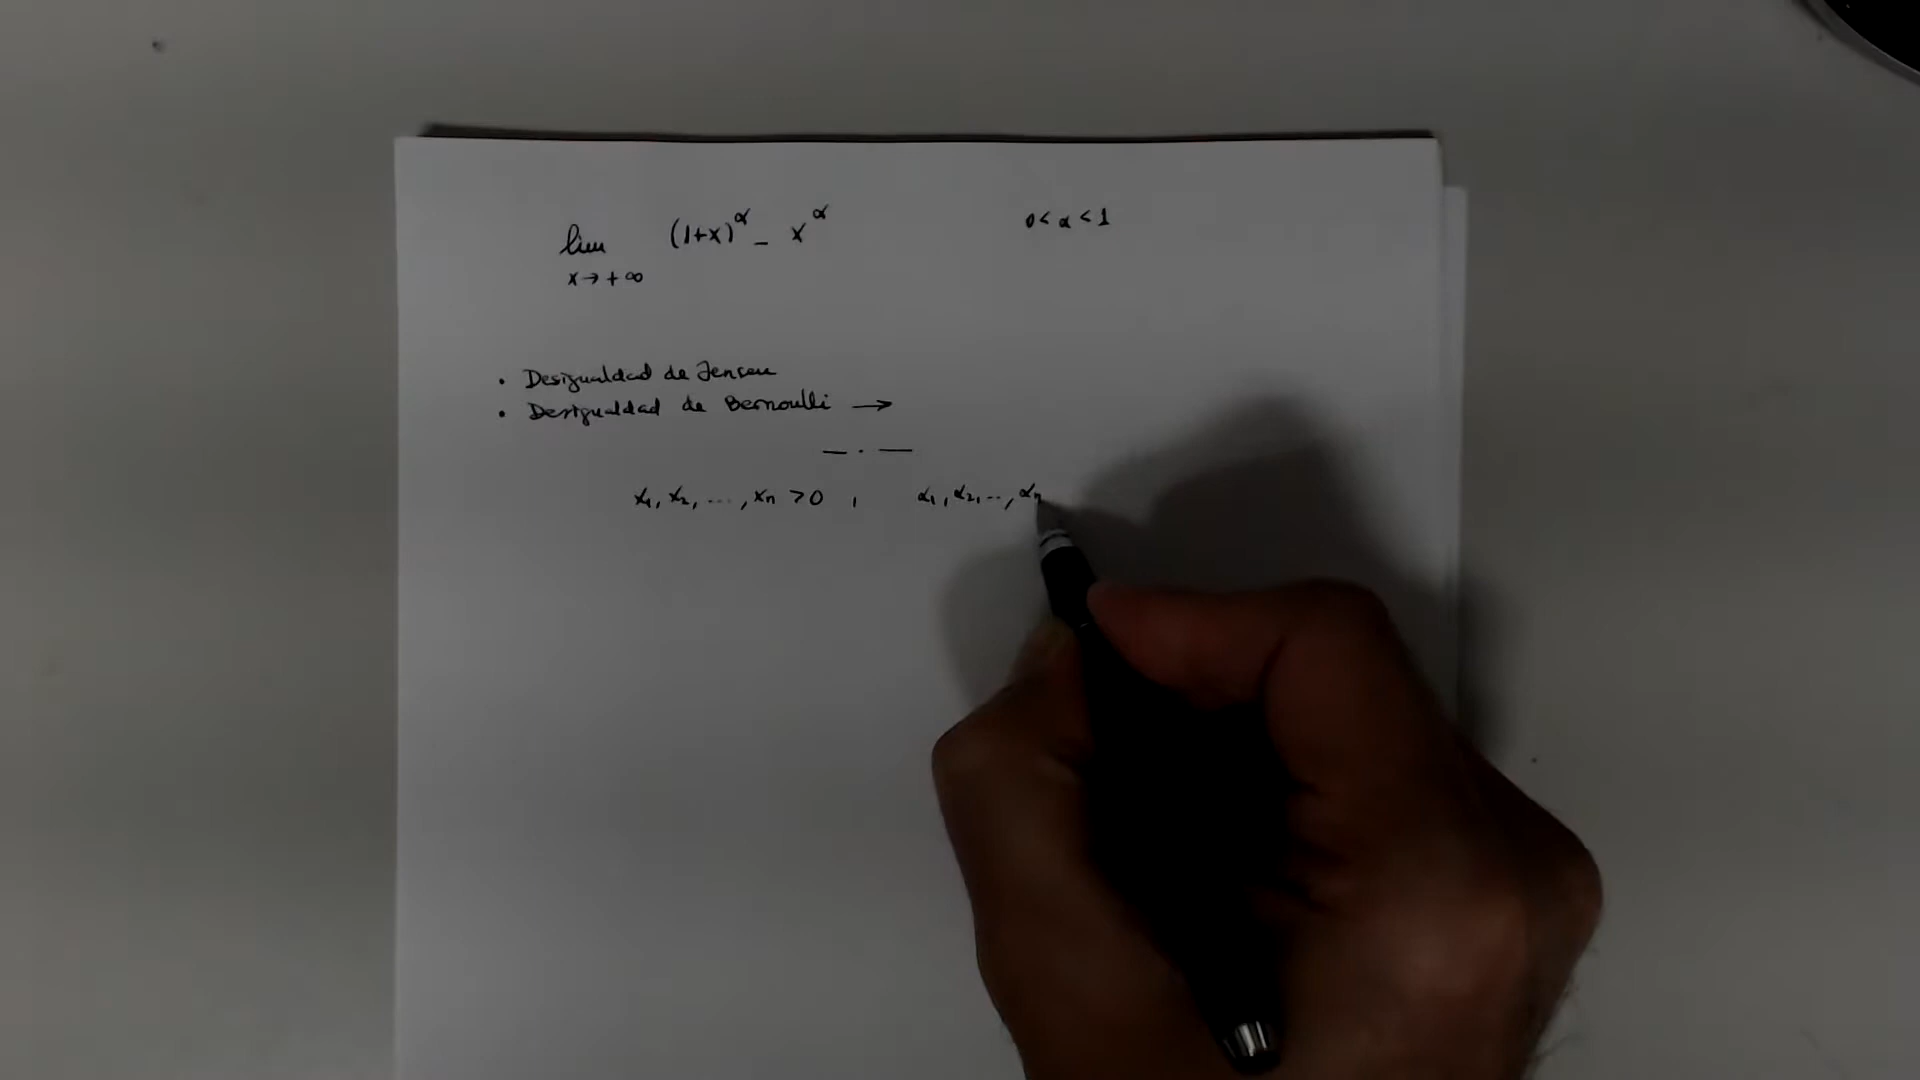 lim (1+x)^α - x^α 0<α<1
x→+∞
• Desigualdad de Jensen
• Desigualdad de Bernoulli →
— . —
x₁, x₂, ..., xₙ >0 , α₁, α₂, .., αₙ